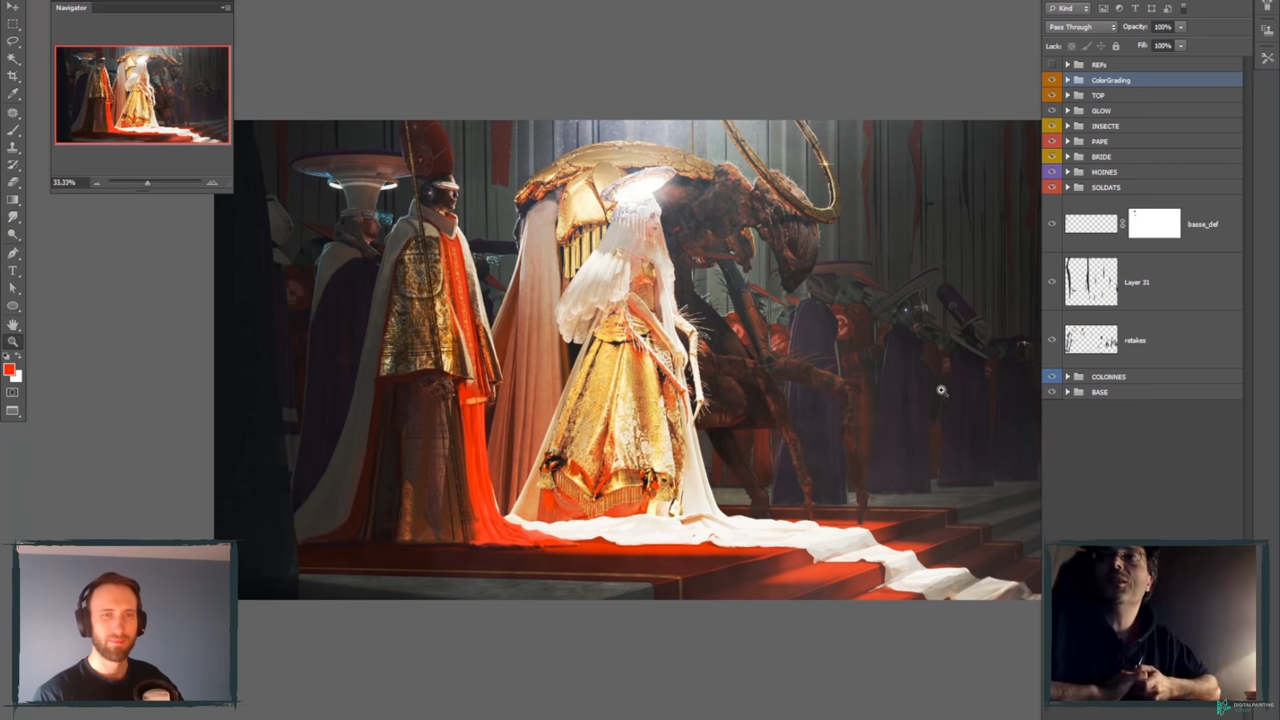 Navigator
33.33%
Kind
Pass Through
Opacity: 100%
Lock:
Fill: 100%
REFs
ColorGrading
TOP
GLOW
INSECTE
PAPE
BRIDE
MOINES
SOLDATS
basse_def
Layer 31
retakes
COLONNES
BASE
DIGITALPAINTING